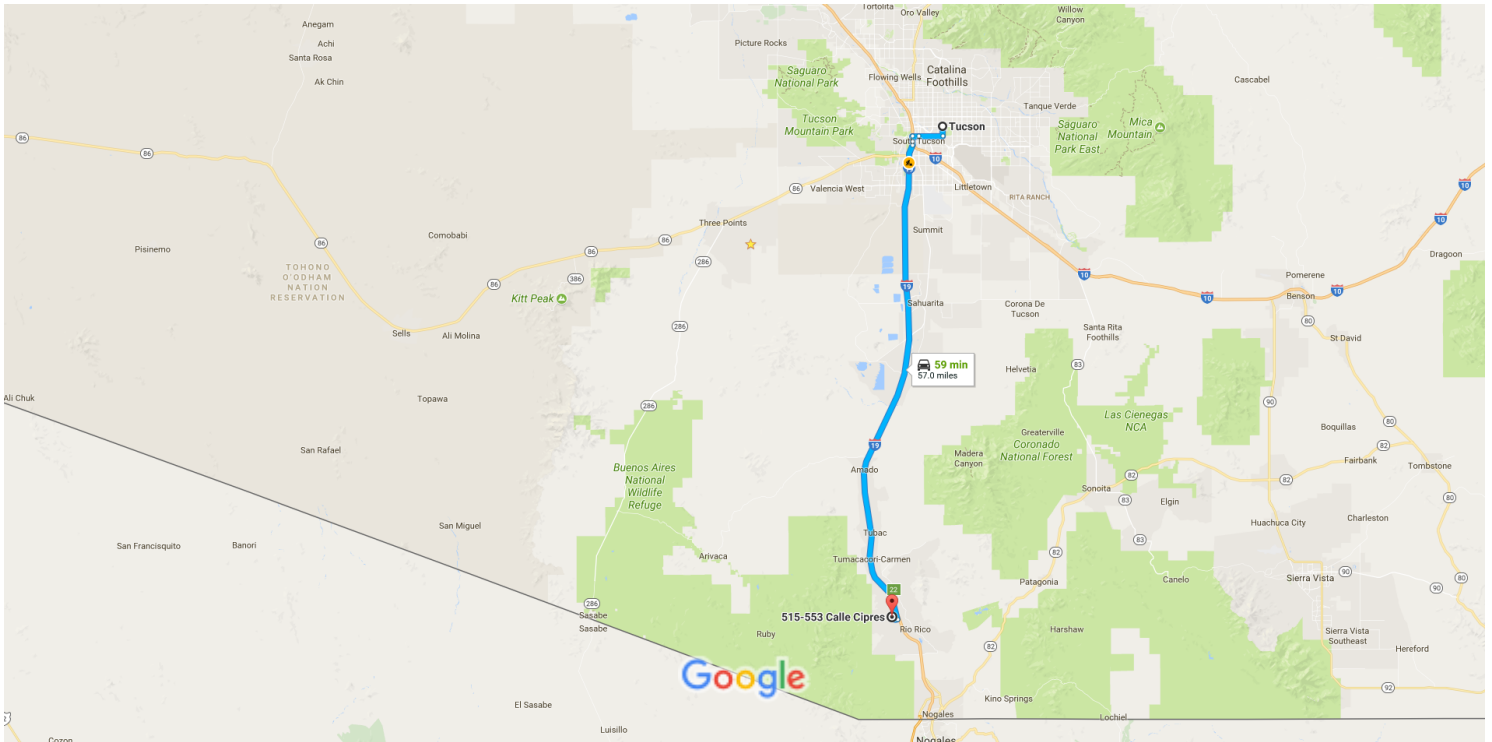 Tortolita
Oro Valley
Willow
Canyon
Anegam
Achi
Santa Rosa
Ak Chin
Picture Rocks
Saguaro
National Park
Flowing Wells
Catalina
Foothills
Cascabel
Tanque Verde
Tucson
Mountain Park
Tucson
South Tucson
Saguaro
National
Park East
Mica
Mountain
86
86
10
86
Valencia West
Littletown
RITA RANCH
10
Three Points
Summit
10
Pisinemo
Comobabi
86
86
86
286
Dragoon
TOHONO
O'ODHAM
NATION
RESERVATION
86
386
Kitt Peak
10
Pomerene
Benson
10
10
19
Sahuarita
Corona De
Tucson
80
Sells
Ali Molina
286
Santa Rita
Foothills
St David
59 min
57.0 miles
Helvetia
83
Ali Chuk
Topawa
286
90
Las Cienegas
NCA
80
Boquillas
San Rafael
19
Greaterville
Coronado
National Forest
Madera
Canyon
82
Fairbank
Tombstone
Buenos Aires
National
Wildlife
Refuge
Amado
82
82
Sonoita
83
Elgin
80
San Miguel
Huachuca City
Charleston
San Francisquito
Banori
Tubac
83
Arivaca
Tumacacori-Carmen
82
Patagonia
Canelo
Sierra Vista
90
90
80
22
286
Sasabe
Sasabe
515-553 Calle Cipres
Ruby
Rio Rico
Harshaw
Sierra Vista
Southeast
82
Hereford
Google
92
Kino Springs
El Sasabe
Nogales
Lochiel
Luisillo
Cozon
Nogales